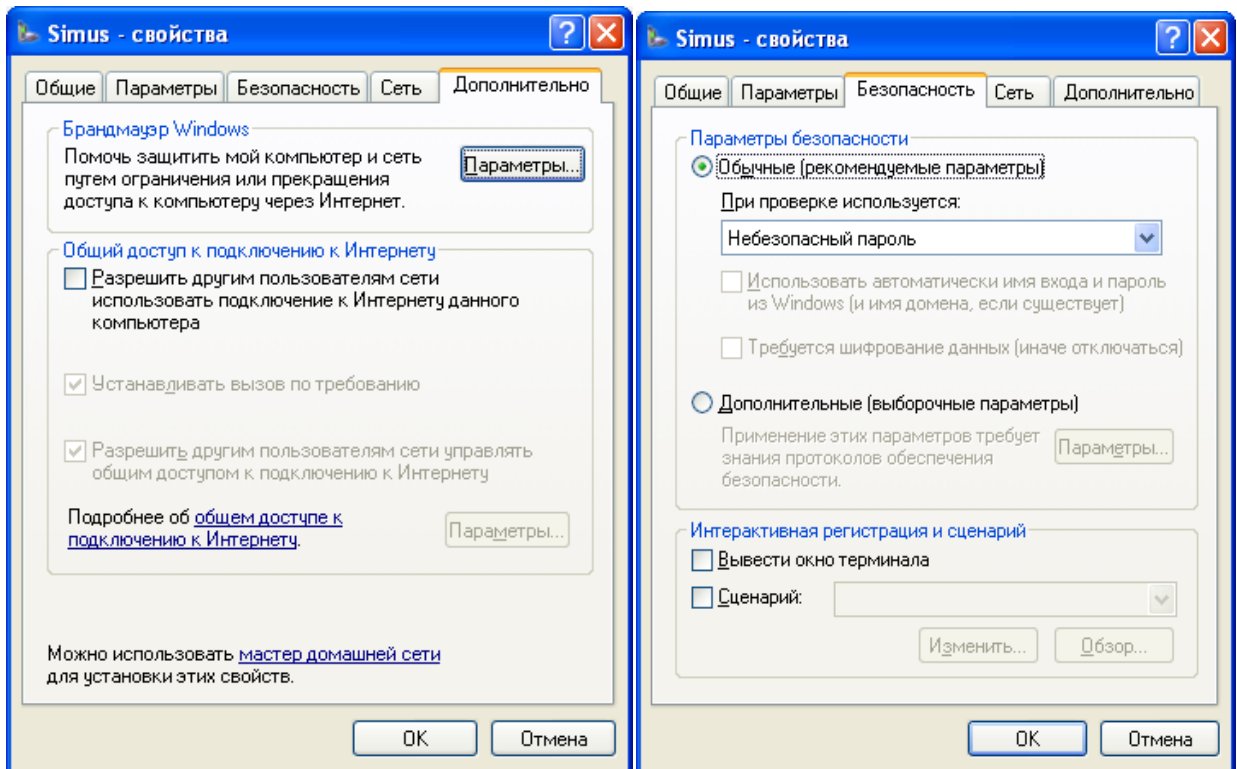 Simus - свойства
Общие Параметры Безопасность Сеть Дополнительно
Брандмауэр Windows
Помочь защитить мой компьютер и сеть
путем ограничения или прекращения
доступа к компьютеру через Интернет.
Параметры...
Общий доступ к подключению к Интернету
Разрешить другим пользователям сети
использовать подключение к Интернету данного
компьютера
Устанавливать вызов по требованию
Разрешить другим пользователям сети управлять
общим доступом к подключению к Интернету
Подробнее об общем доступе к
подключению к Интернету.
Параметры...
Можно использовать мастер домашней сети
для установки этих свойств.
OK Отмена
Simus - свойства
Общие Параметры Безопасность Сеть Дополнительно
Параметры безопасности
Обычные (рекомендуемые параметры)
При проверке используется:
Небезопасный пароль
Использовать автоматически имя входа и пароль
из Windows (и имя домена, если существует)
Требуется шифрование данных (иначе отключаться)
Дополнительные (выборочные параметры)
Применение этих параметров требует
знания протоколов обеспечения
безопасности.
Параметры...
Интерактивная регистрация и сценарий
Вывести окно терминала
Сценарий:
Изменить... Обзор...
OK Отмена